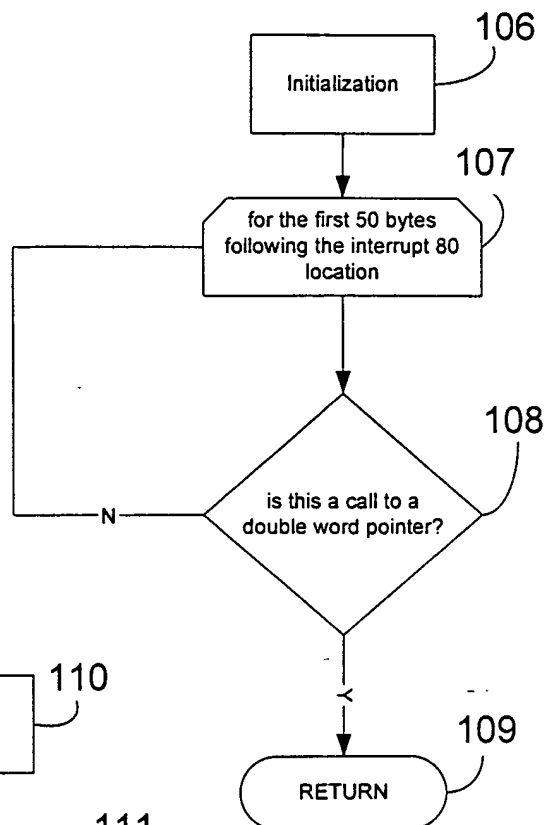 106
Initialization
107
for the first 50 bytes
following the interrupt 80
location
108
is this a call to a
double word pointer?
N
110
Y
109
RETURN
111